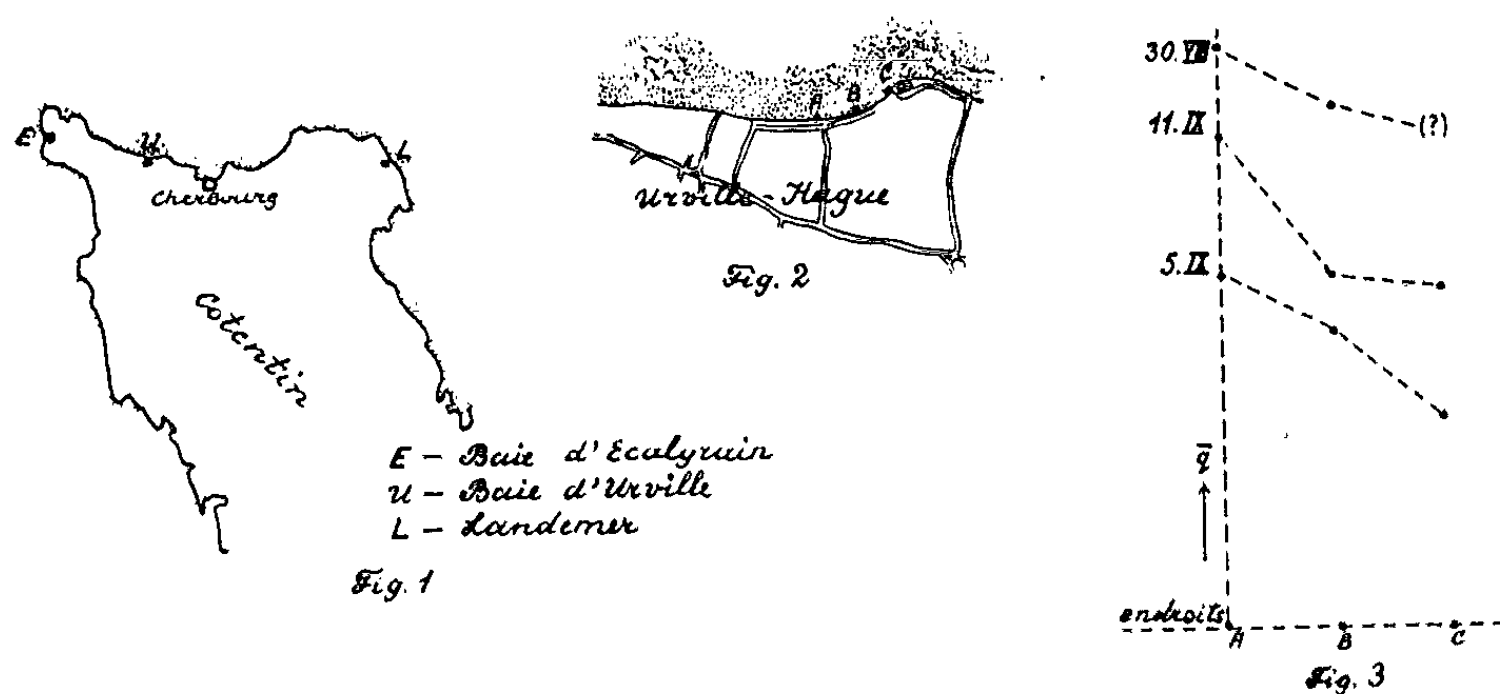 E
U
L
Cherbourg
Cotentin
E – Baie d'Ecalgrain
U – Baie d'Urville
L – Landemer
Fig. 1
A
B
C
Urville-Hague
Fig. 2
30.VIII
(?)
11.IX
5.IX
q̄
endroits
A
B
C
Fig. 3